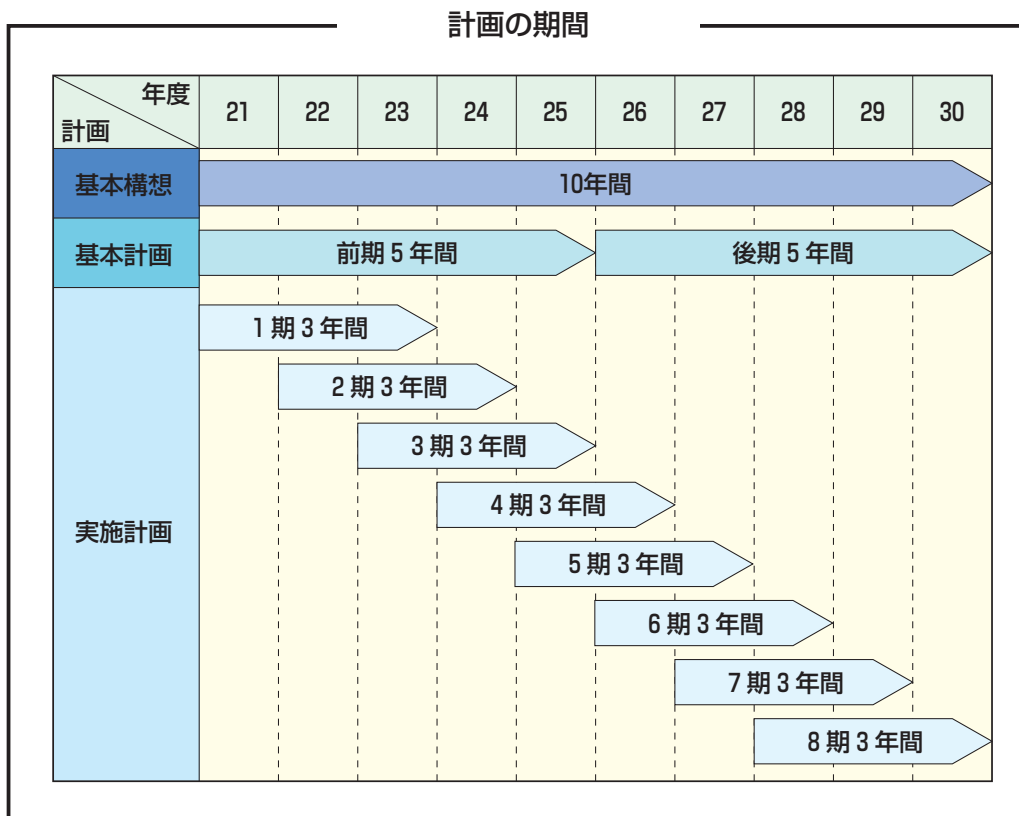 計画の期間
年度
計画
21 22 23 24 25 26 27 28 29 30
基本構想
10年間
基本計画
前期5年間 後期5年間
実施計画
1期3年間
2期3年間
3期3年間
4期3年間
5期3年間
6期3年間
7期3年間
8期3年間